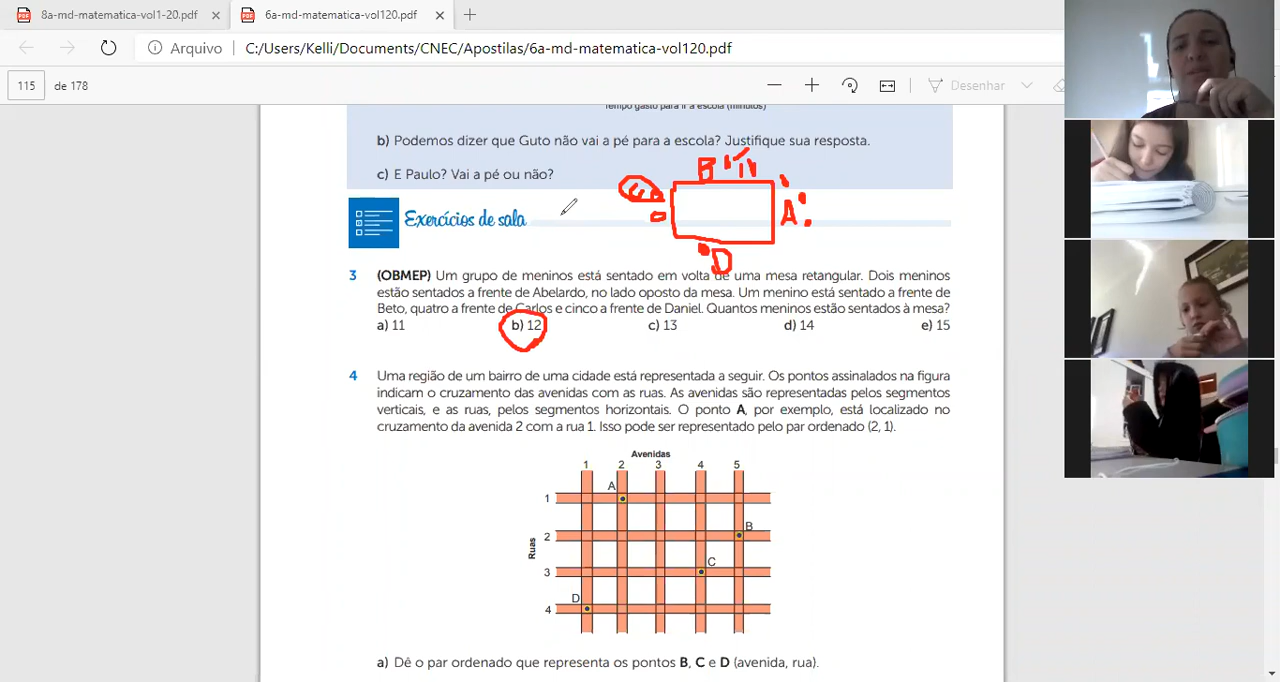 8a-md-matematica-vol1-20.pdf
6a-md-matematica-vol120.pdf
Arquivo
C:/Users/Kelli/Documents/CNEC/Apostilas/6a-md-matematica-vol120.pdf
115
de 178
Desenhar
Tempo gasto para ir à escola (minutos)
b) Podemos dizer que Guto não vai a pé para a escola? Justifique sua resposta.
c) E Paulo? Vai a pé ou não?
B
A
D
Exercícios de sala
3 (OBMEP) Um grupo de meninos está sentado em volta de uma mesa retangular. Dois meninos
estão sentados a frente de Abelardo, no lado oposto da mesa. Um menino está sentado a frente de
Beto, quatro a frente de Carlos e cinco a frente de Daniel. Quantos meninos estão sentados à mesa?
a) 11 b) 12 c) 13 d) 14 e) 15
4 Uma região de um bairro de uma cidade está representada a seguir. Os pontos assinalados na figura
indicam o cruzamento das avenidas com as ruas. As avenidas são representadas pelos segmentos
verticais, e as ruas, pelos segmentos horizontais. O ponto A, por exemplo, está localizado no
cruzamento da avenida 2 com a rua 1. Isso pode ser representado pelo par ordenado (2, 1).
Avenidas
1 2 3 4 5
A
1
B
2
Ruas
C
3
D
4
a) Dê o par ordenado que representa os pontos B, C e D (avenida, rua).